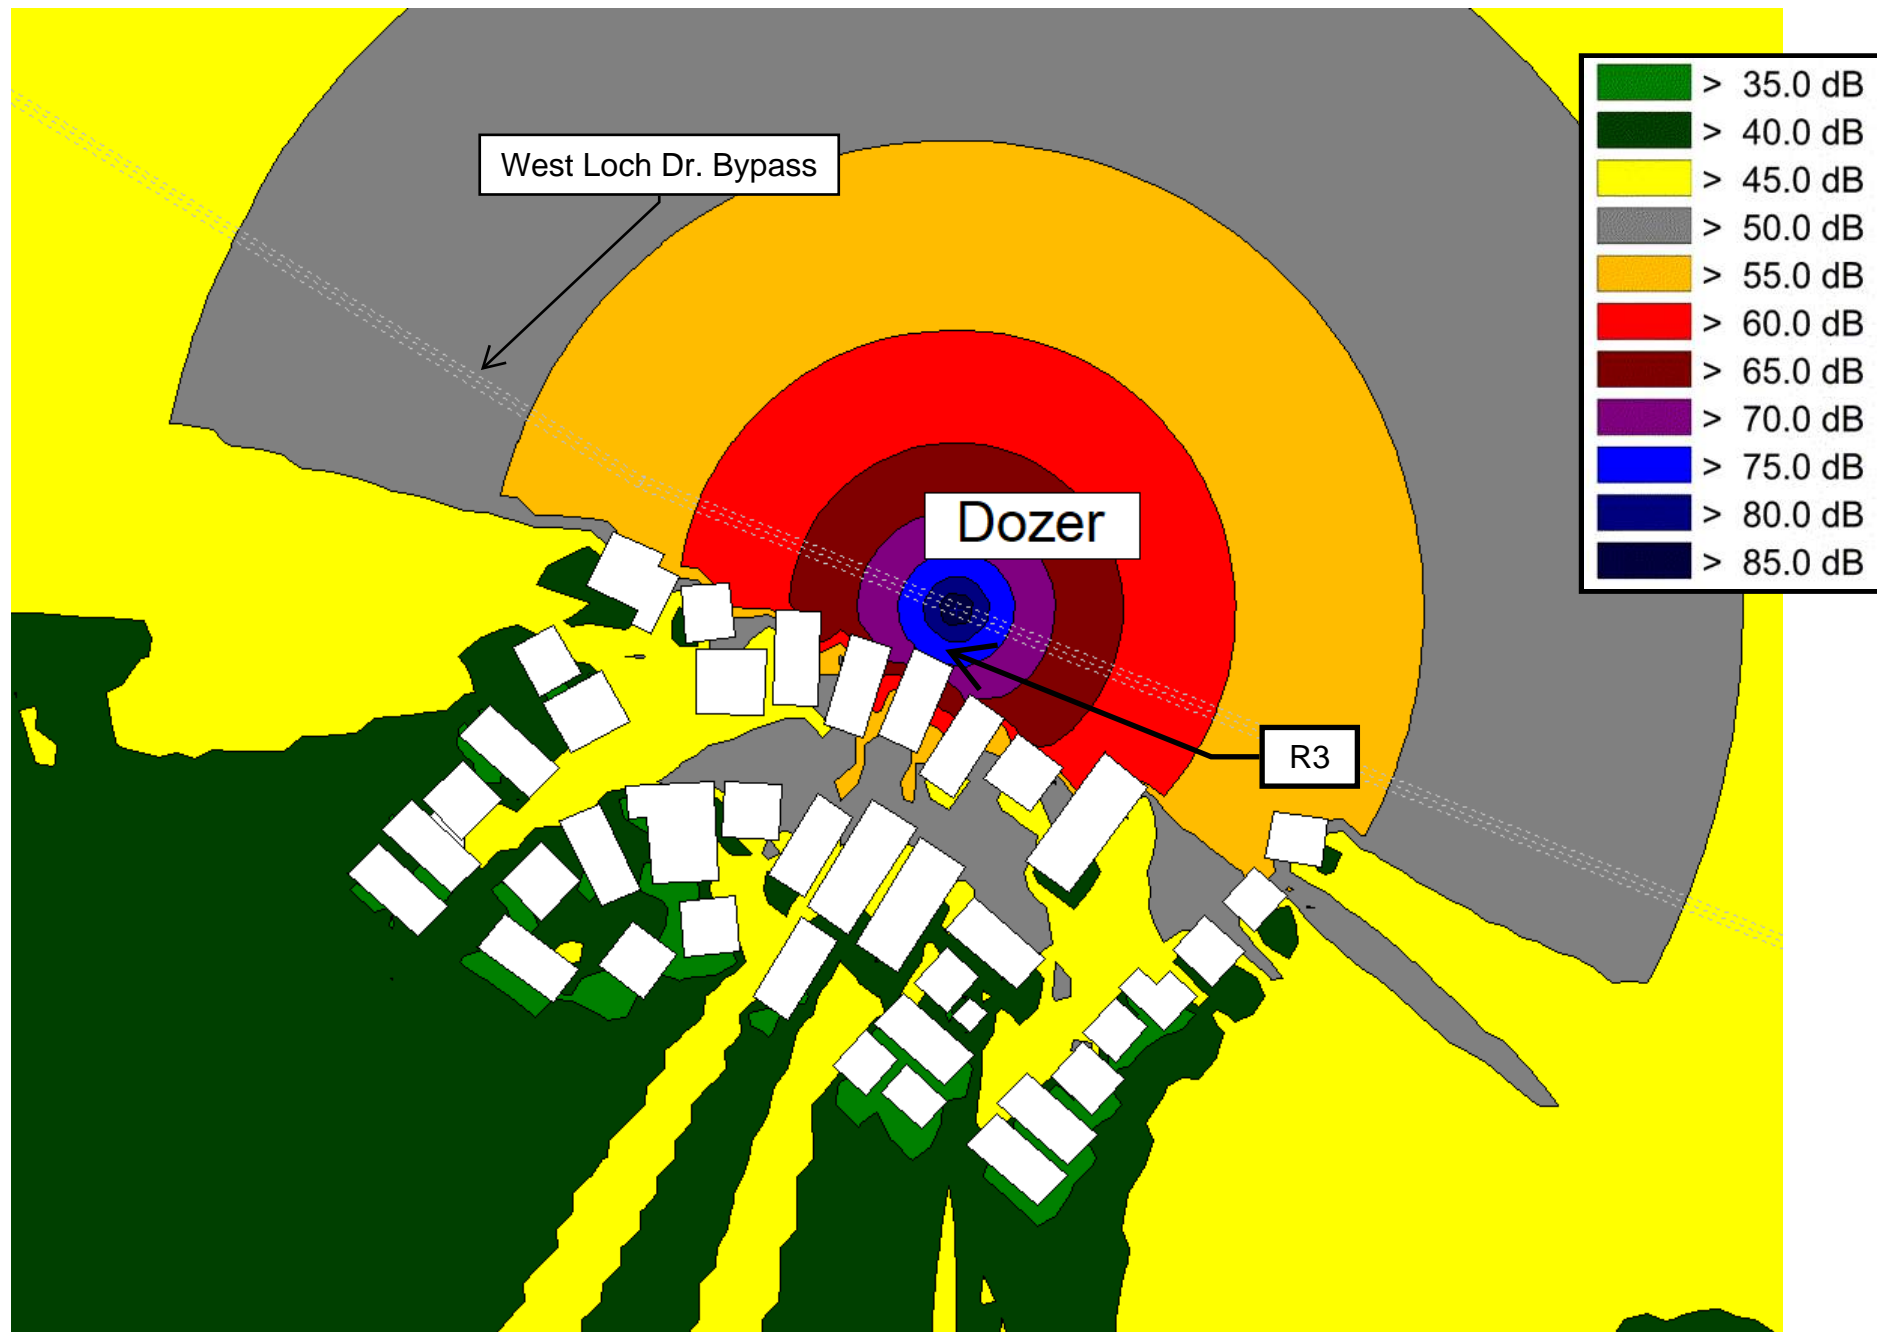 West Loch Dr. Bypass
> 35.0 dB
> 40.0 dB
> 45.0 dB
> 50.0 dB
> 55.0 dB
> 60.0 dB
> 65.0 dB
> 70.0 dB
> 75.0 dB
> 80.0 dB
> 85.0 dB
Dozer
R3